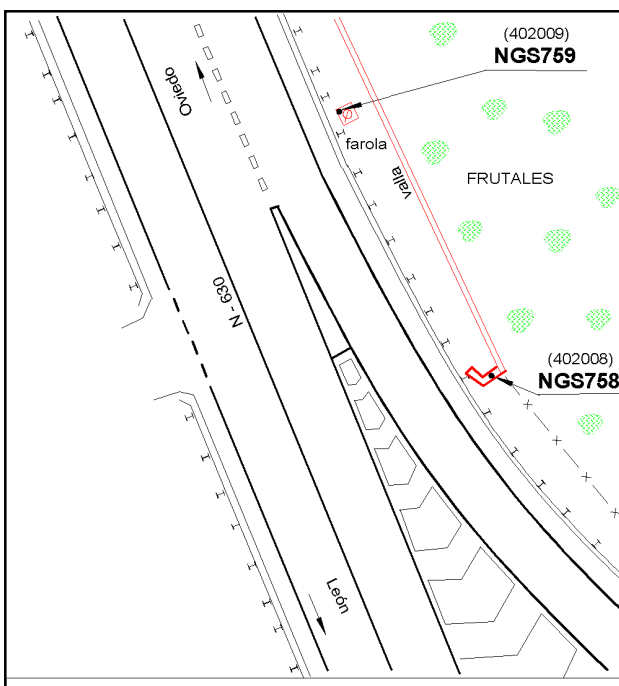 (402009)
NGS759
Oviedo
farola
valla
FRUTALES
N - 630
(402008)
NGS758
León